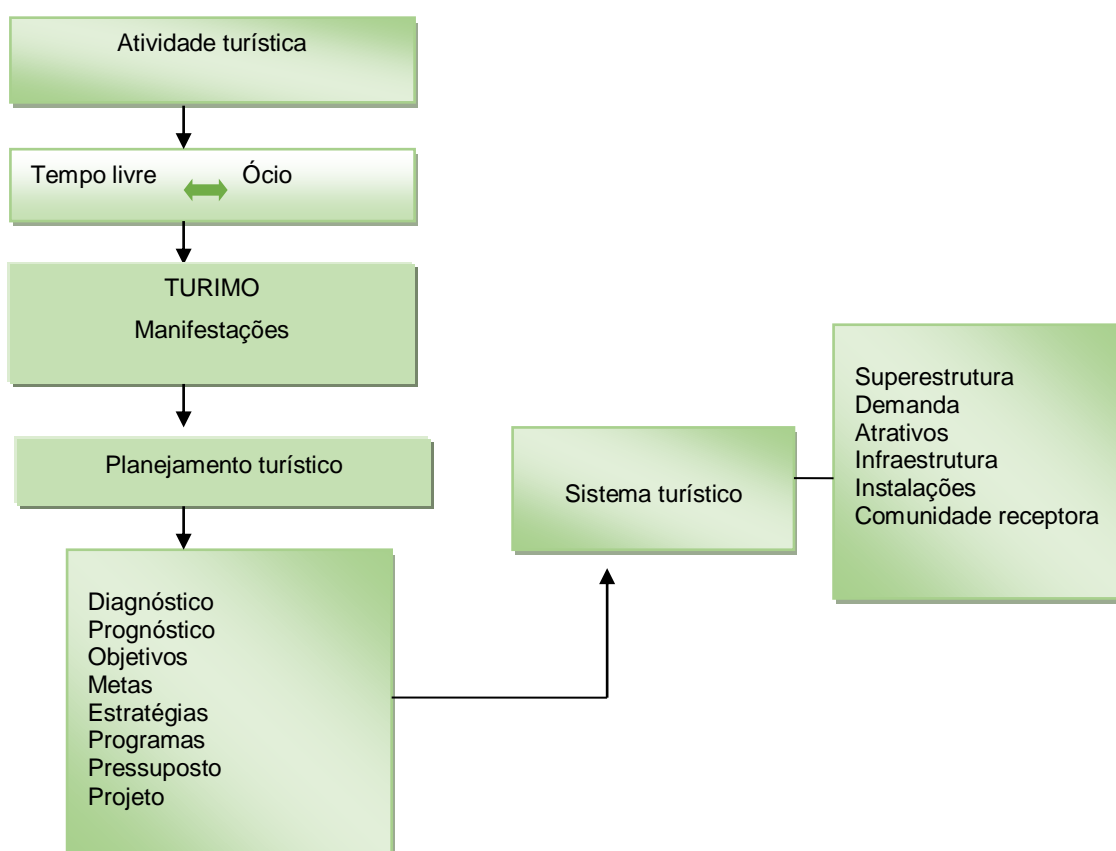 Atividade turística
Tempo livre Ócio
TURIMO
Manifestações
Planejamento turístico
Diagnóstico
Prognóstico
Objetivos
Metas
Estratégias
Programas
Pressuposto
Projeto
Sistema turístico
Superestrutura
Demanda
Atrativos
Infraestrutura
Instalações
Comunidade receptora